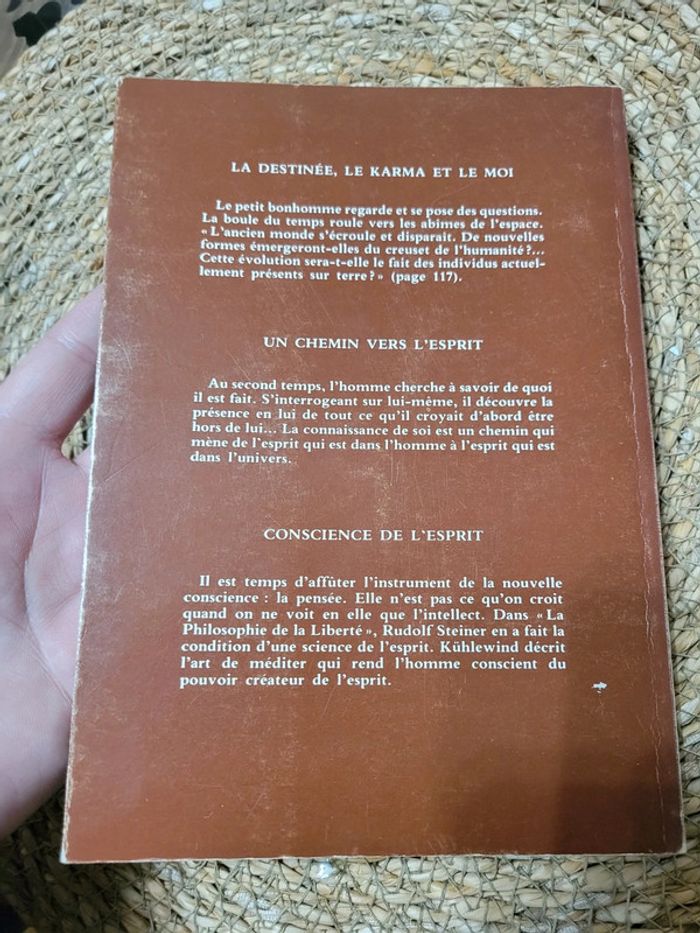 LA DESTINÉE, LE KARMA ET LE MOI
Le petit bonhomme regarde et se pose des questions.
La boule du temps roule vers les abîmes de l'espace.
« L'ancien monde s'écroule et disparait. De nouvelles
formes émergeront-elles du creuset de l'humanité?...
Cette évolution sera-t-elle le fait des individus actuel-
lement présents sur terre? » (page 117).
UN CHEMIN VERS L'ESPRIT
Au second temps, l'homme cherche à savoir de quoi
il est fait. S'interrogeant sur lui-même, il découvre la
présence en lui de tout ce qu'il croyait d'abord être
hors de lui... La connaissance de soi est un chemin qui
mène de l'esprit qui est dans l'homme à l'esprit qui est
dans l'univers.
CONSCIENCE DE L'ESPRIT
Il est temps d'affûter l'instrument de la nouvelle
conscience : la pensée. Elle n'est pas ce qu'on croit
quand on ne voit en elle que l'intellect. Dans « La
Philosophie de la Liberté », Rudolf Steiner en a fait la
condition d'une science de l'esprit. Kühlewind décrit
l'art de méditer qui rend l'homme conscient du
pouvoir créateur de l'esprit.